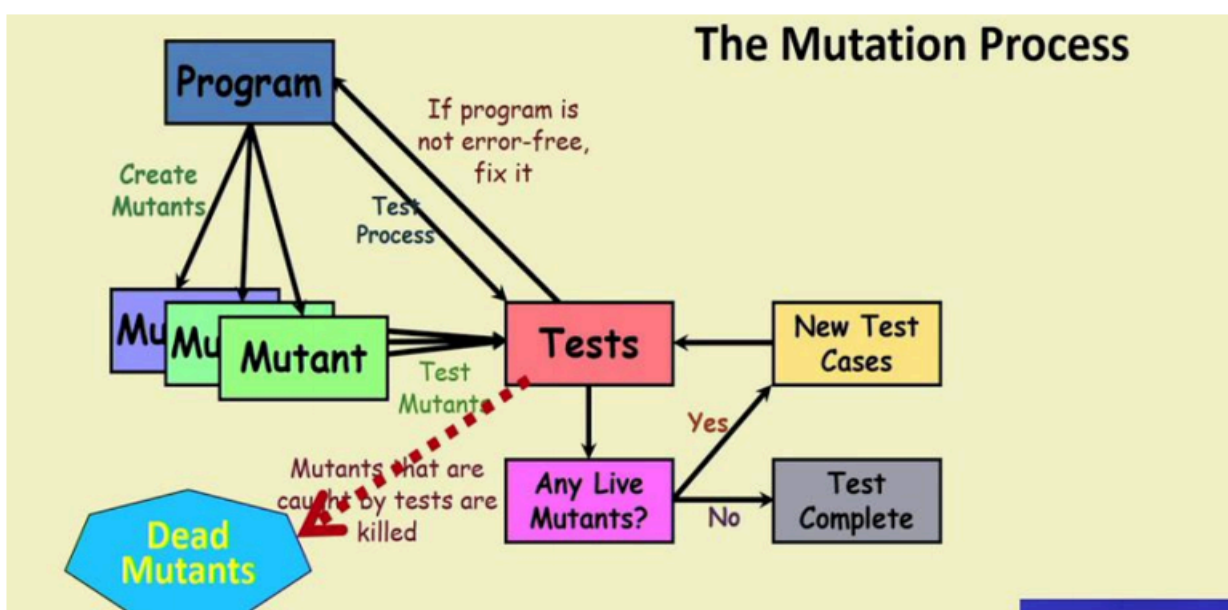 The Mutation Process
Program
If program is
not error-free,
fix it
Create
Mutants
Test
Process
Mu
Mu
Mutant
Tests
New Test
Cases
Test
Mutants
Yes
Mutants that are
caught by tests are
killed
Any Live
Mutants?
No
Test
Complete
Dead
Mutants